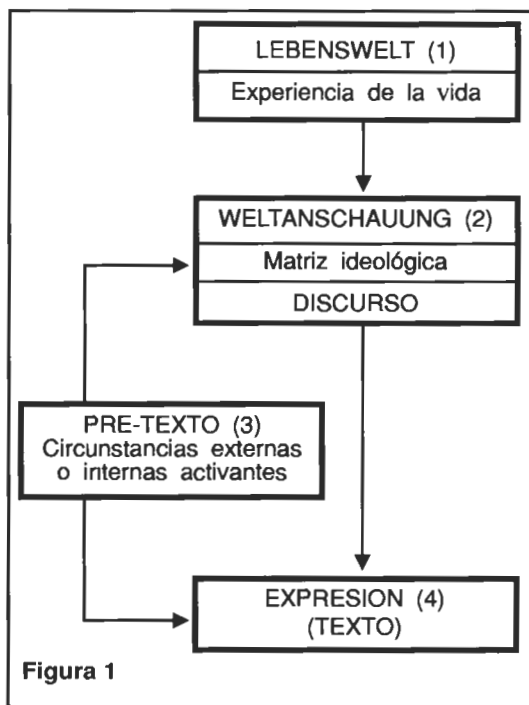 LEBENSWELT (1)
Experiencia de la vida
WELTANSCHAUUNG (2)
Matriz ideológica
DISCURSO
PRE-TEXTO (3)
Circunstancias externas
o internas activantes
EXPRESION (4)
(TEXTO)
Figura 1